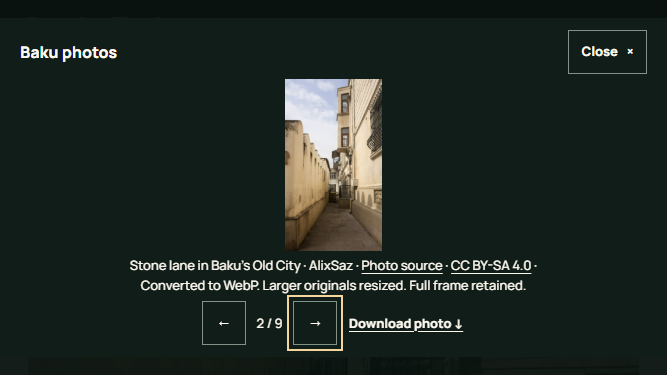 Baku photos
Close ×
Stone lane in Baku's Old City · AlixSaz · Photo source · CC BY-SA 4.0 ·
Converted to WebP. Larger originals resized. Full frame retained.
← 2 / 9 → Download photo ↓